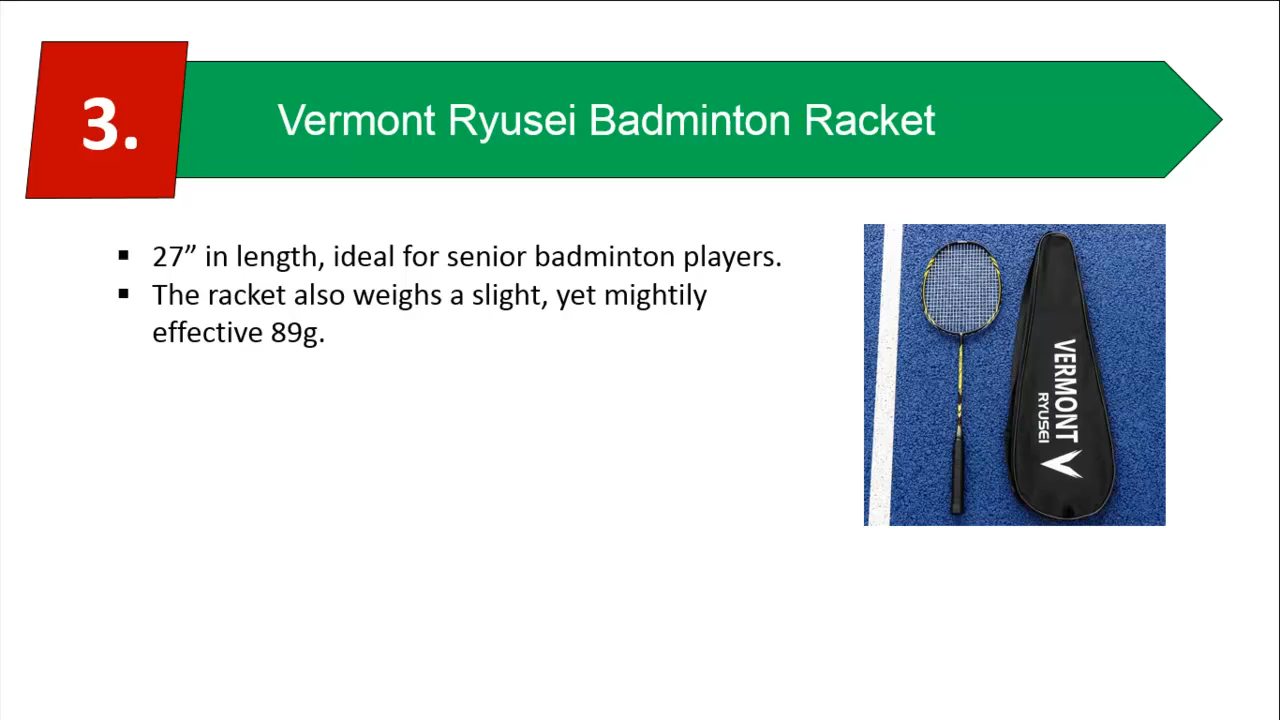 3.
Vermont Ryusei Badminton Racket
▪ 27” in length, ideal for senior badminton players.
▪ The racket also weighs a slight, yet mightily
effective 89g.
VERMONT
RYUSEI